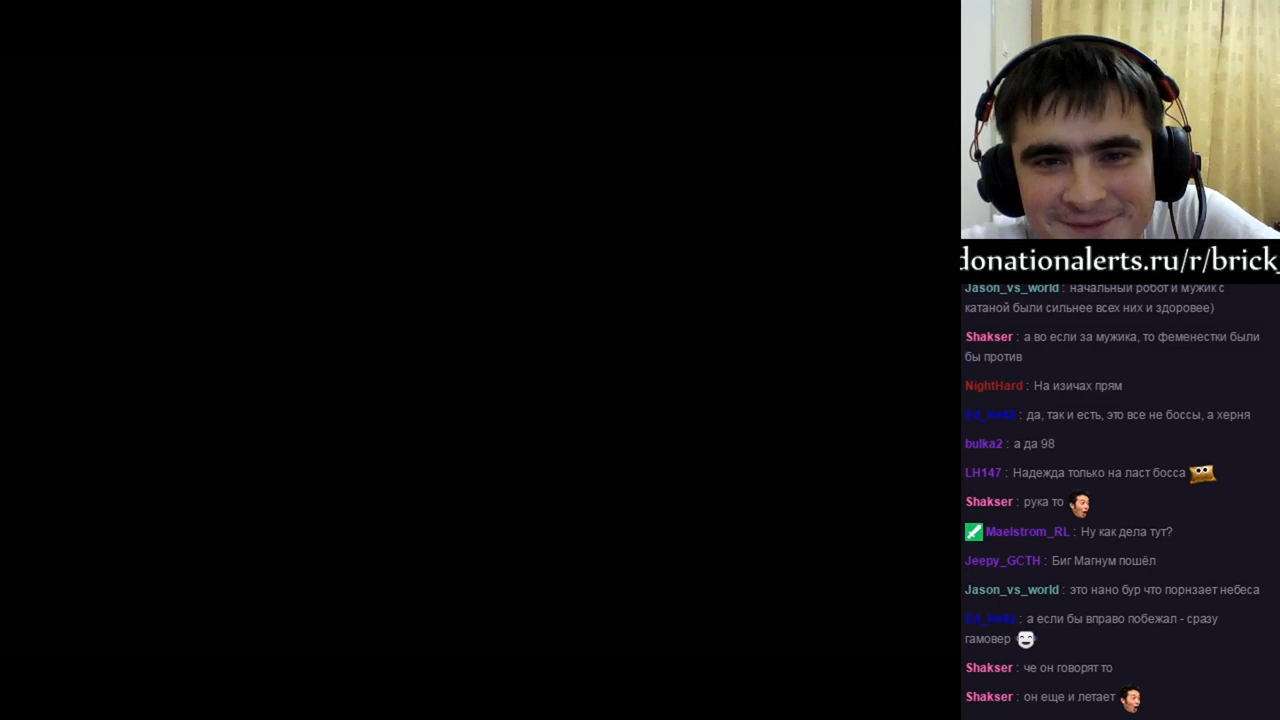 donationalerts.ru/r/brick_
Jason_vs_world : начальный робот и мужик с
катаной были сильнее всех них и здоровее)
Shakser : а во если за мужика, то феменестки были
бы против
NightHard : На изичах прям
: да, так и есть, это все не боссы, а херня
bulka2 : а да 98
LH147 : Надежда только на ласт босса
Shakser : рука то
Maelstrom_RL : Ну как дела тут?
Jeepy_GCTH : Биг Магнум пошёл
Jason_vs_world : это нано бур что порнзает небеса
: а если бы вправо побежал - сразу
гамовер
Shakser : че он говорят то
Shakser : он еще и летает